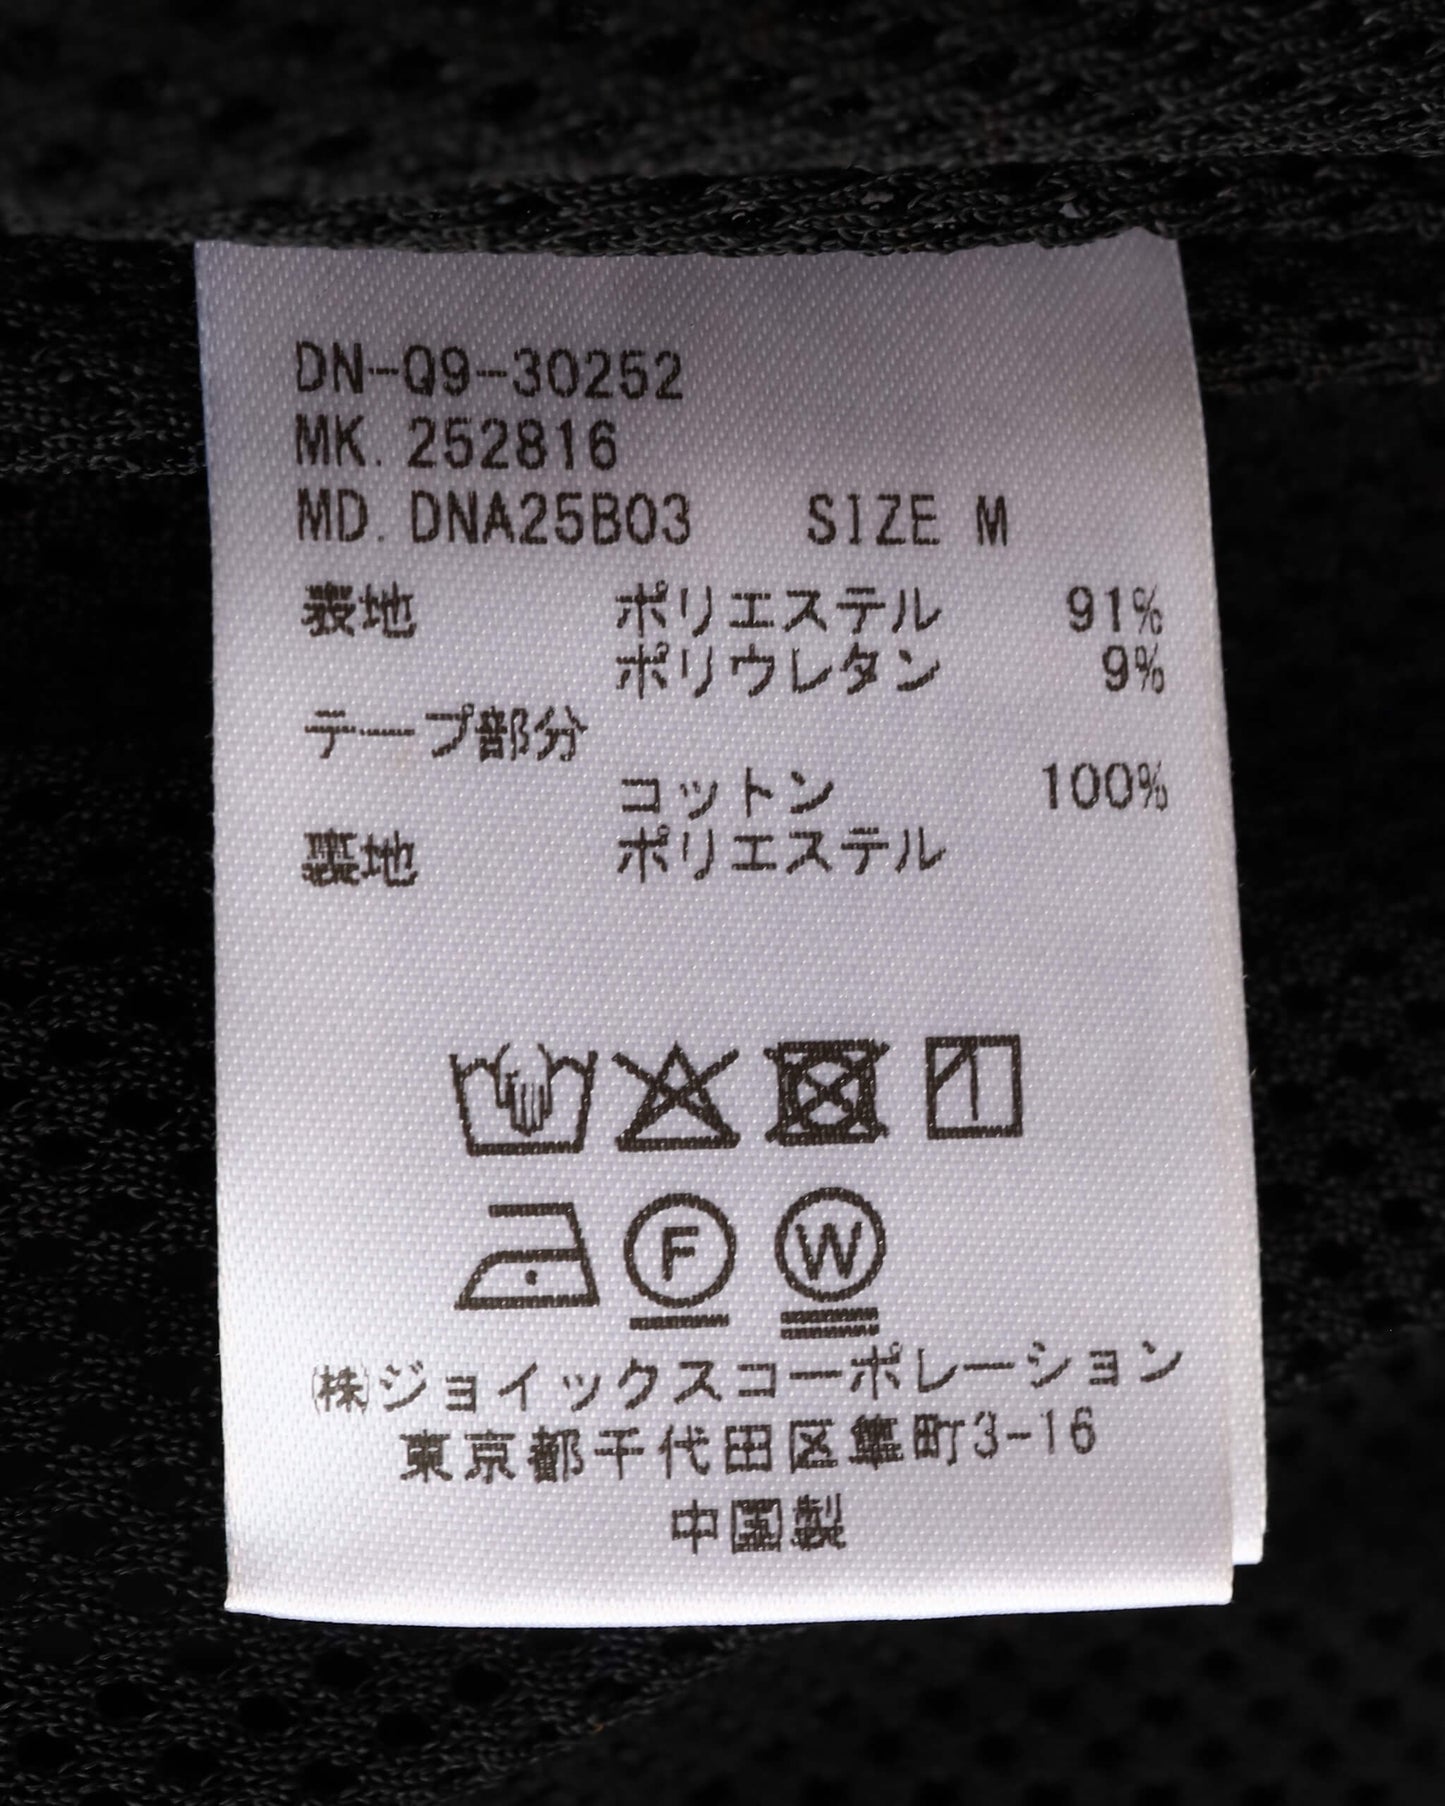 DN-Q9-30252
MK. 252816
MD. DNA25B03 SIZE M
表地 ポリエステル 91%
ポリウレタン 9%
テープ部分
コットン 100%
裏地 ポリエステル
F W
㈱ジョイックスコーポレーション
東京都千代田区隼町3-16
中国製